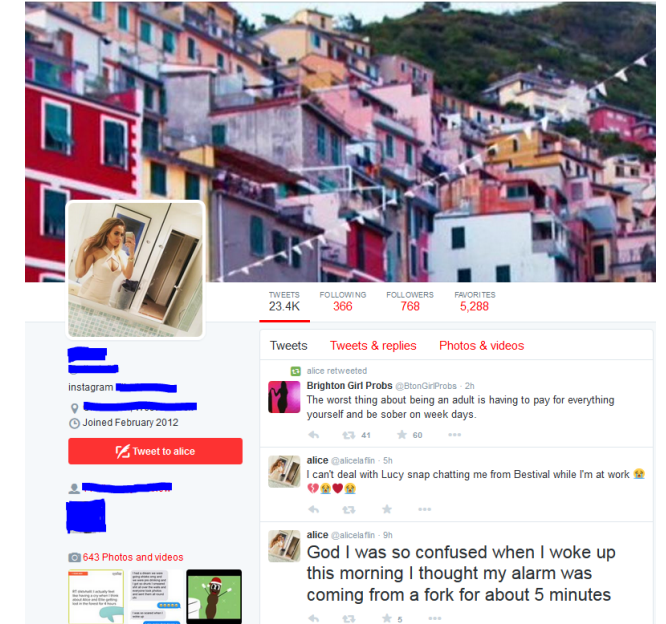 TWEETS FOLLOWING FOLLOWERS FAVORITES
23.4K 366 768 5,288
Tweets Tweets & replies Photos & videos
instagram
Joined February 2012
Tweet to alice
643 Photos and videos
alice retweeted
Brighton Girl Probs @BtonGirlProbs · 2h
The worst thing about being an adult is having to pay for everything
yourself and be sober on week days.
41 60
alice @alicelaflin · 5h
I can't deal with Lucy snap chatting me from Bestival while I'm at work
alice @alicelaflin · 9h
God I was so confused when I woke up
this morning I thought my alarm was
coming from a fork for about 5 minutes
5